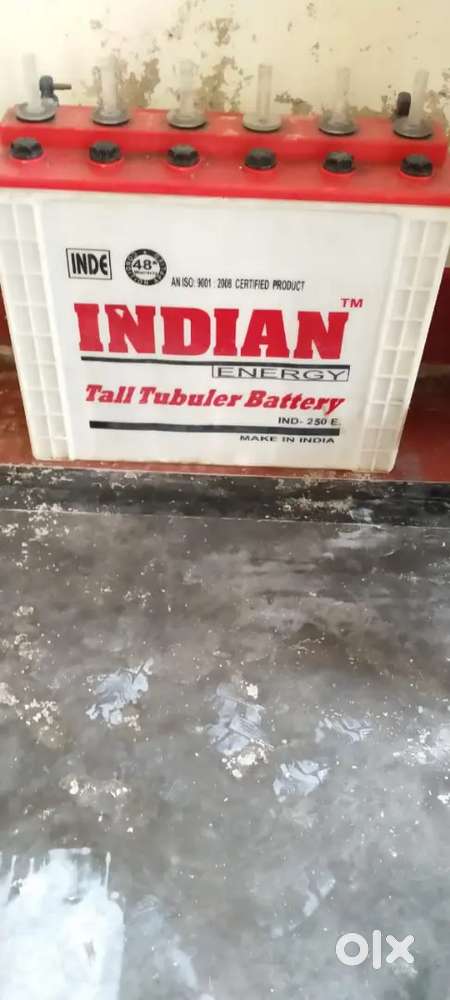 INDE
48*
AN ISO: 9001 : 2008 CERTIFIED PRODUCT
INDIAN TM
ENERGY
Tall Tubuler Battery
IND- 250 E.
MAKE IN INDIA
olx